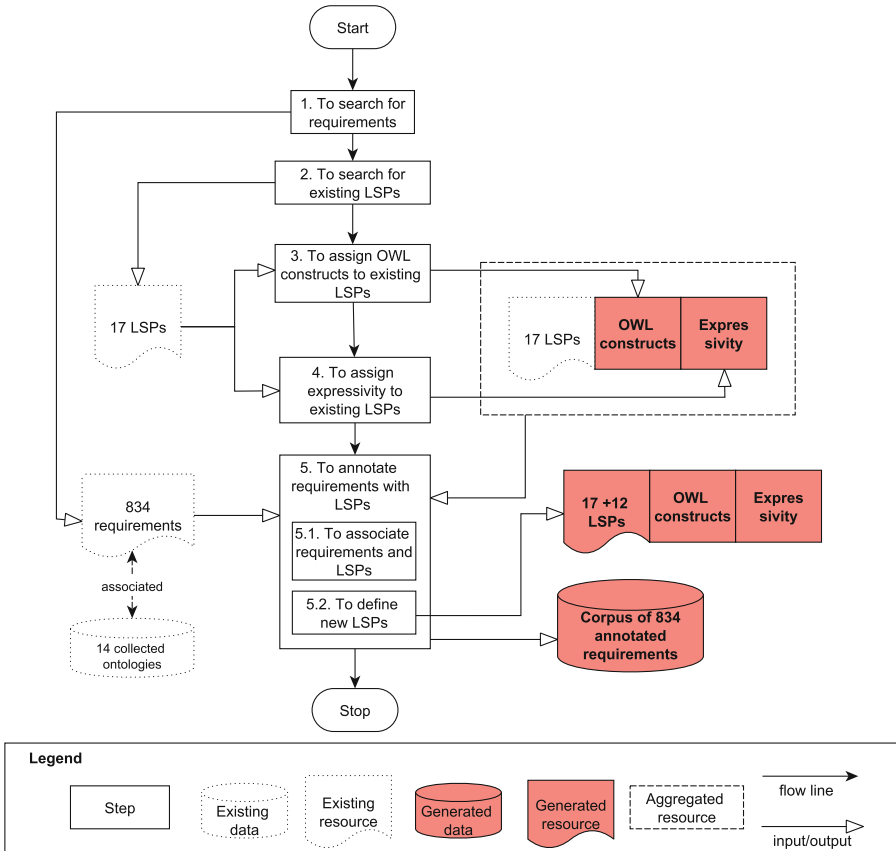 Start
1. To search for
requirements
2. To search for
existing LSPs
3. To assign OWL
constructs to existing
LSPs
17 LSPs
17 LSPs
OWL
constructs
Expres
sivity
4. To assign
expressivity to
existing LSPs
5. To annotate
requirements with
LSPs
834
requirements
5.1. To associate
requirements and
LSPs
17 +12
LSPs
OWL
constructs
Expres
sivity
associated
5.2. To define
new LSPs
14 collected
ontologies
Corpus of 834
annotated
requirements
Stop
Legend
Step
Existing
data
Existing
resource
Generated
data
Generated
resource
Aggregated
resource
flow line
input/output